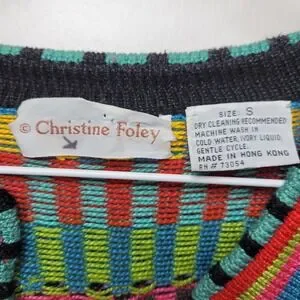 © Christine Foley
SIZE: S
DRY CLEANING RECOMMENDED
MACHINE WASH IN
COLD WATER, IVORY LIQUID,
GENTLE CYCLE.
MADE IN HONG KONG
RN # 73054